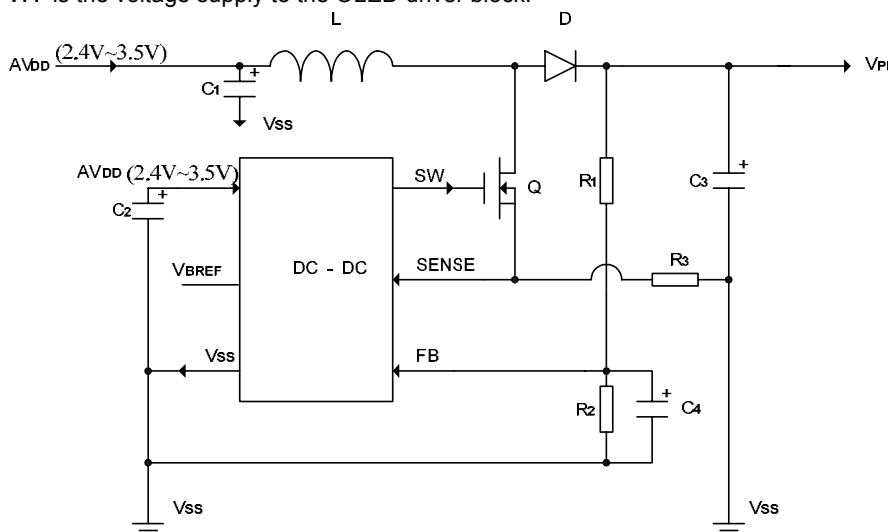 VPP is the voltage supply to the OLED driver block.
L
D
AVDD (2.4V~3.5V)
C1
Vss
AVDD (2.4V~3.5V)
C2
VBREF
DC - DC
SW
Q
R1
C3
SENSE
R3
Vss
FB
R2
C4
Vss
Vss